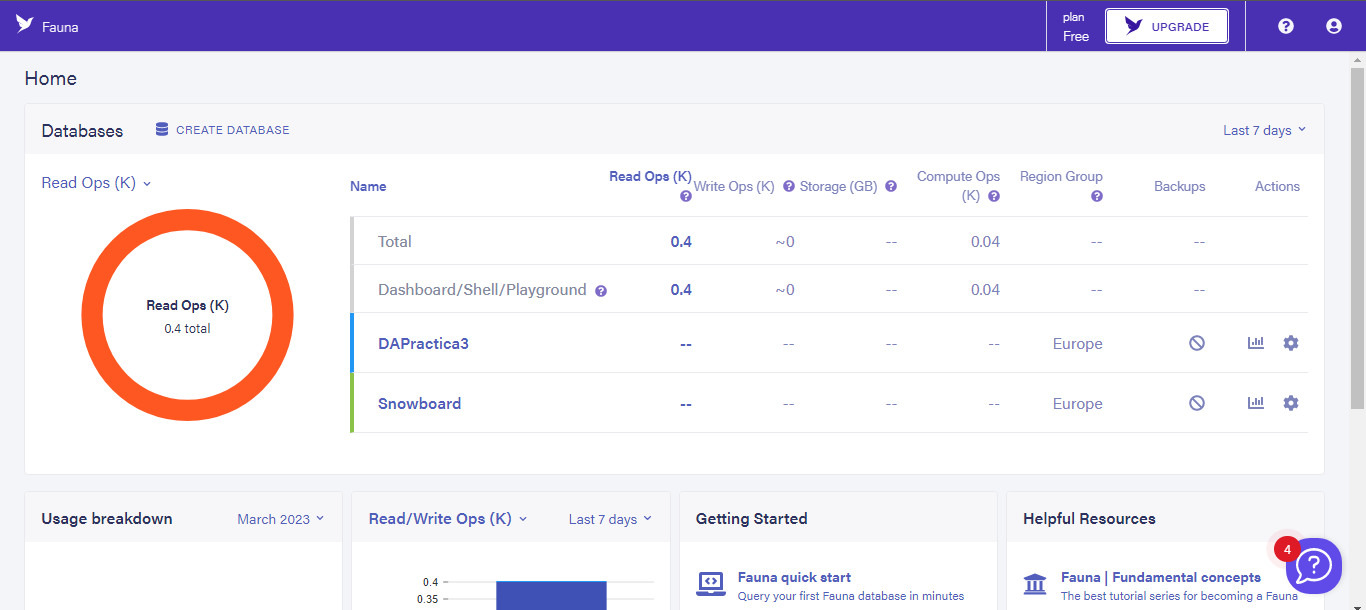 Fauna
plan
Free
UPGRADE
Home
Databases
CREATE DATABASE
Last 7 days
Read Ops (K)
Read Ops (K)
0.4 total
Name
Read Ops (K)
Write Ops (K)
Storage (GB)
Compute Ops
(K)
Region Group
Backups
Actions
Total 0.4 ~0 -- 0.04 -- --
Dashboard/Shell/Playground 0.4 ~0 -- 0.04 -- --
DAPractica3 -- -- -- -- Europe
Snowboard -- -- -- -- Europe
Usage breakdown
March 2023
Read/Write Ops (K)
Last 7 days
0.4
0.35
Getting Started
Fauna quick start
Query your first Fauna database in minutes
Helpful Resources
Fauna | Fundamental concepts
The best tutorial series for becoming a Fauna
4